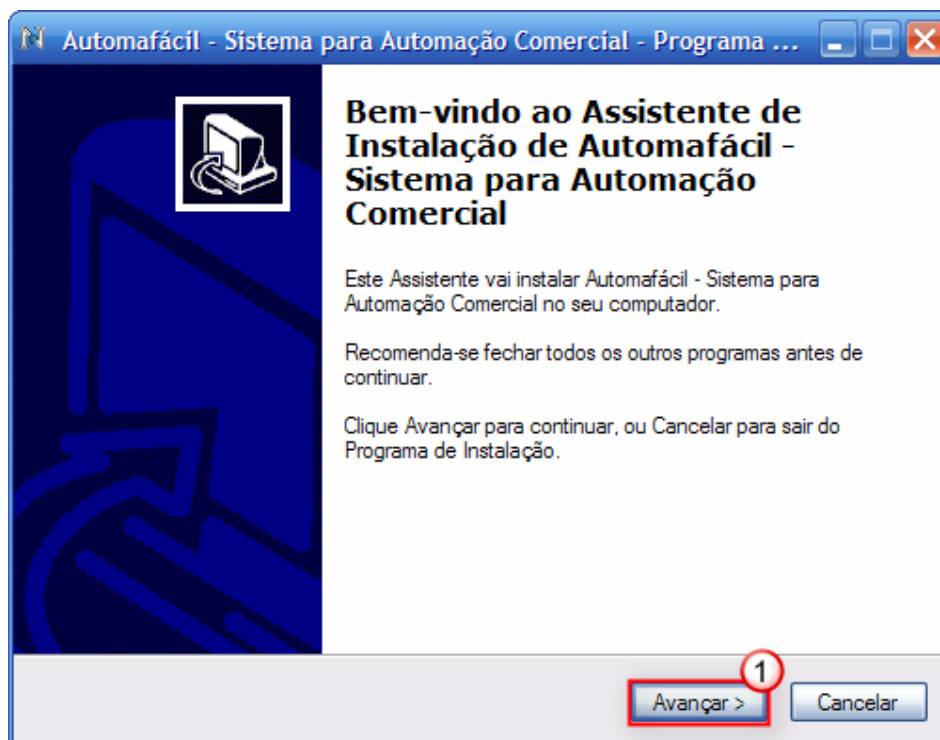 Automafácil - Sistema para Automação Comercial - Programa ...
Bem-vindo ao Assistente de
Instalação de Automafácil -
Sistema para Automação
Comercial
Este Assistente vai instalar Automafácil - Sistema para
Automação Comercial no seu computador.
Recomenda-se fechar todos os outros programas antes de
continuar.
Clique Avançar para continuar, ou Cancelar para sair do
Programa de Instalação.
1
Avançar > Cancelar